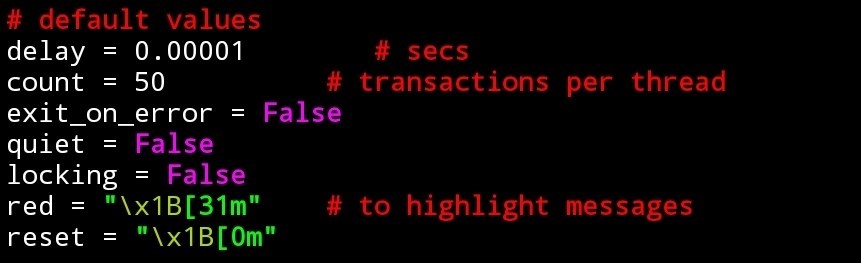 # default values
delay = 0.00001        # secs
count = 50          # transactions per thread
exit_on_error = False
quiet = False
locking = False
red = "\x1B[31m"    # to highlight messages
reset = "\x1B[0m"